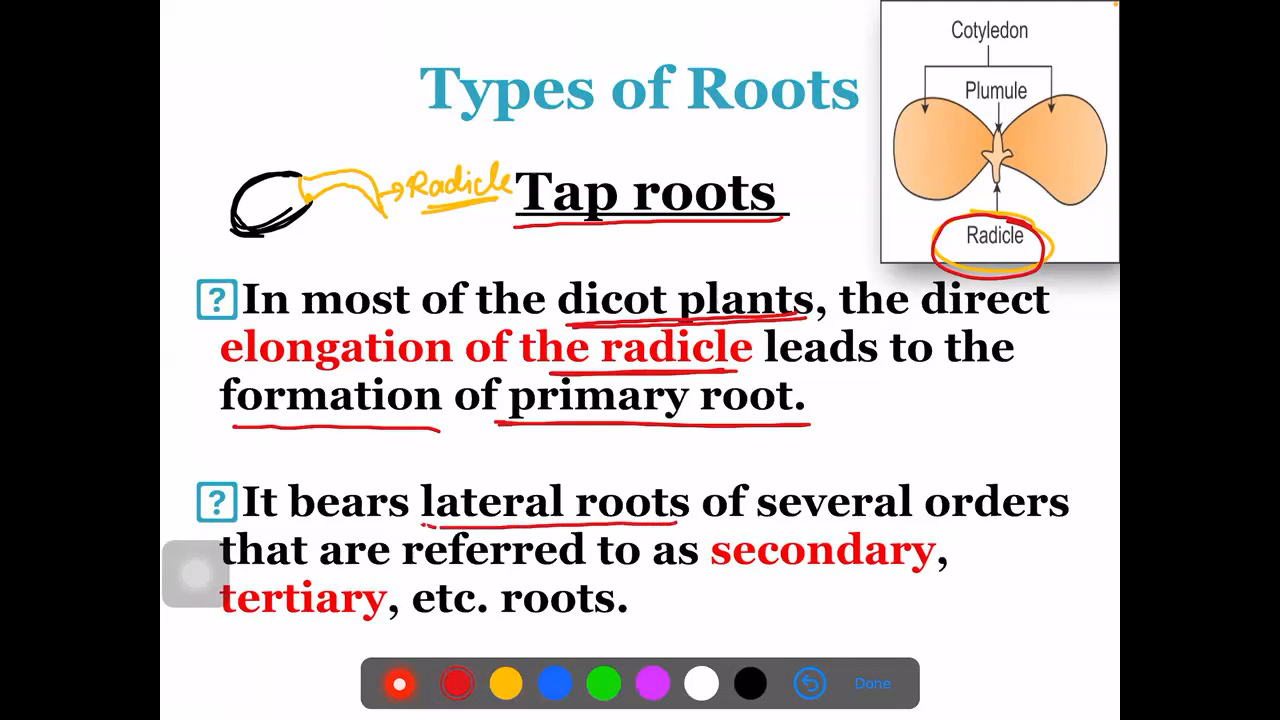 Types of Roots
Cotyledon
Plumule
Radicle
Radicle
Tap roots
? In most of the dicot plants, the direct
elongation of the radicle leads to the
formation of primary root.
? It bears lateral roots of several orders
that are referred to as secondary,
tertiary, etc. roots.
Done